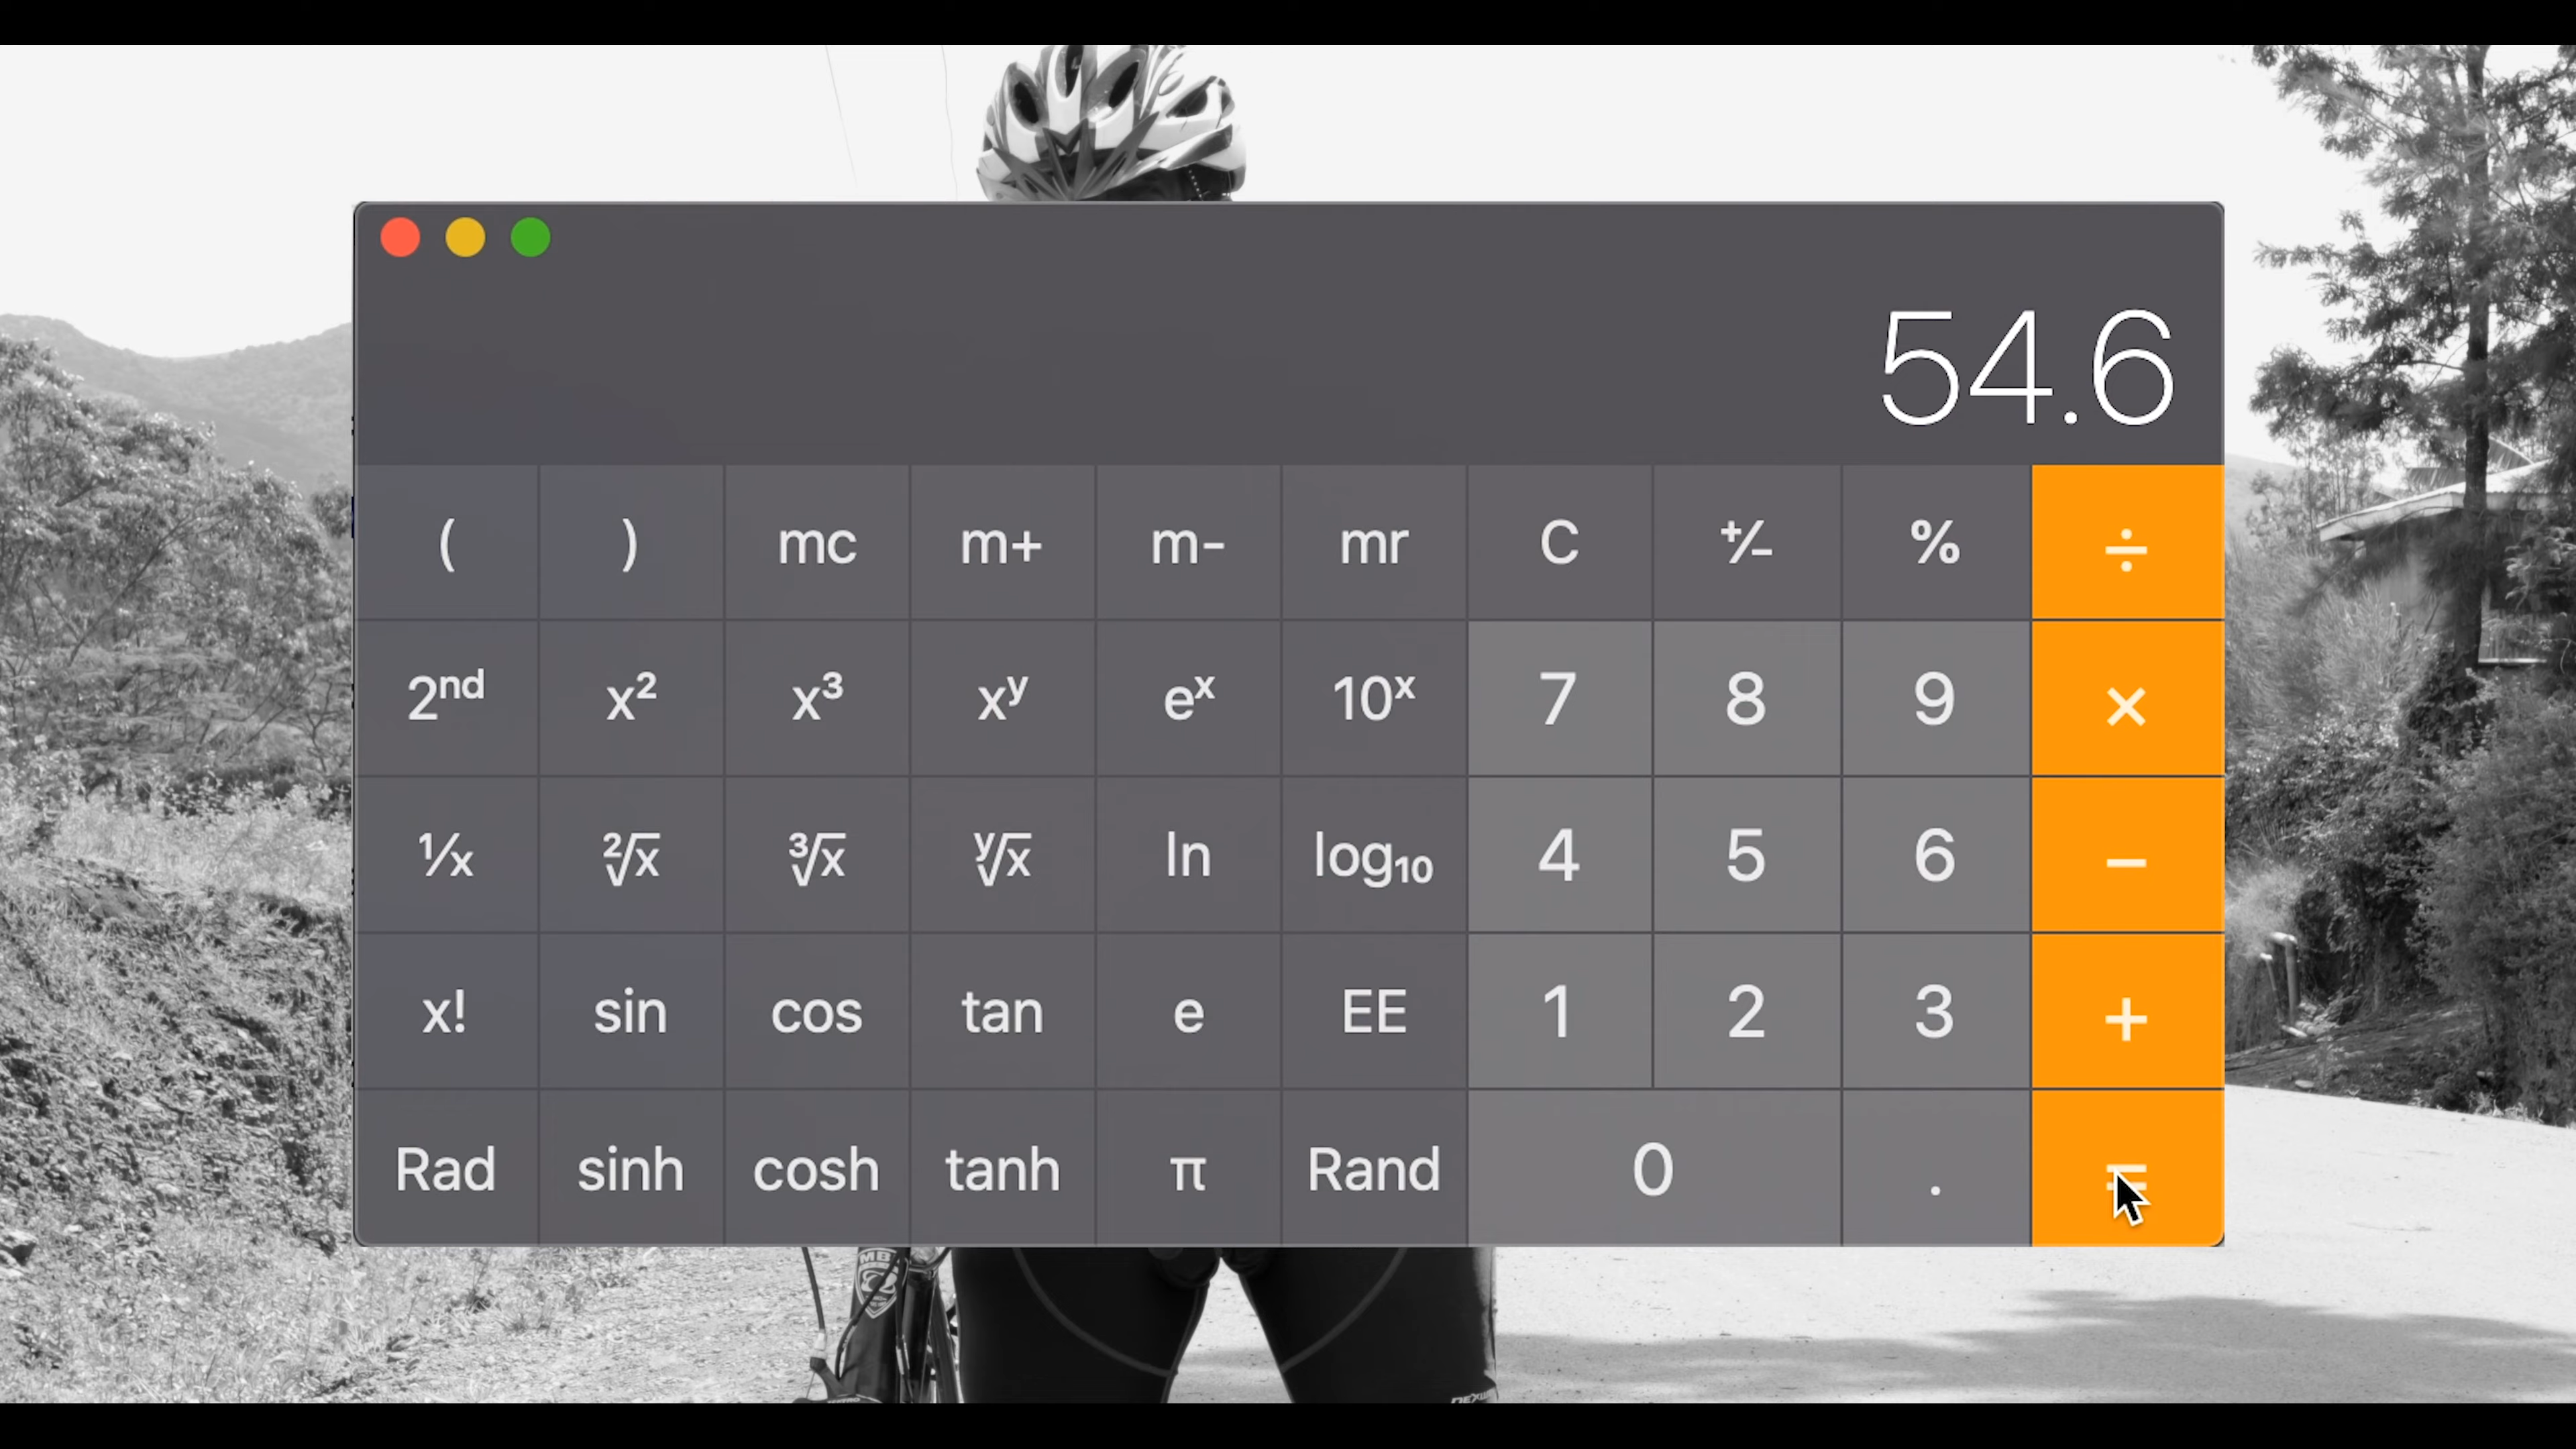 54.6
( ) mc m+ m- mr C ⁺∕₋ % ÷
2ⁿᵈ x² x³ xʸ eˣ 10ˣ 7 8 9 ×
1∕x ²√x ³√x ʸ√x ln log₁₀ 4 5 6 −
x! sin cos tan e EE 1 2 3 +
Rad sinh cosh tanh π Rand 0 . =
MB